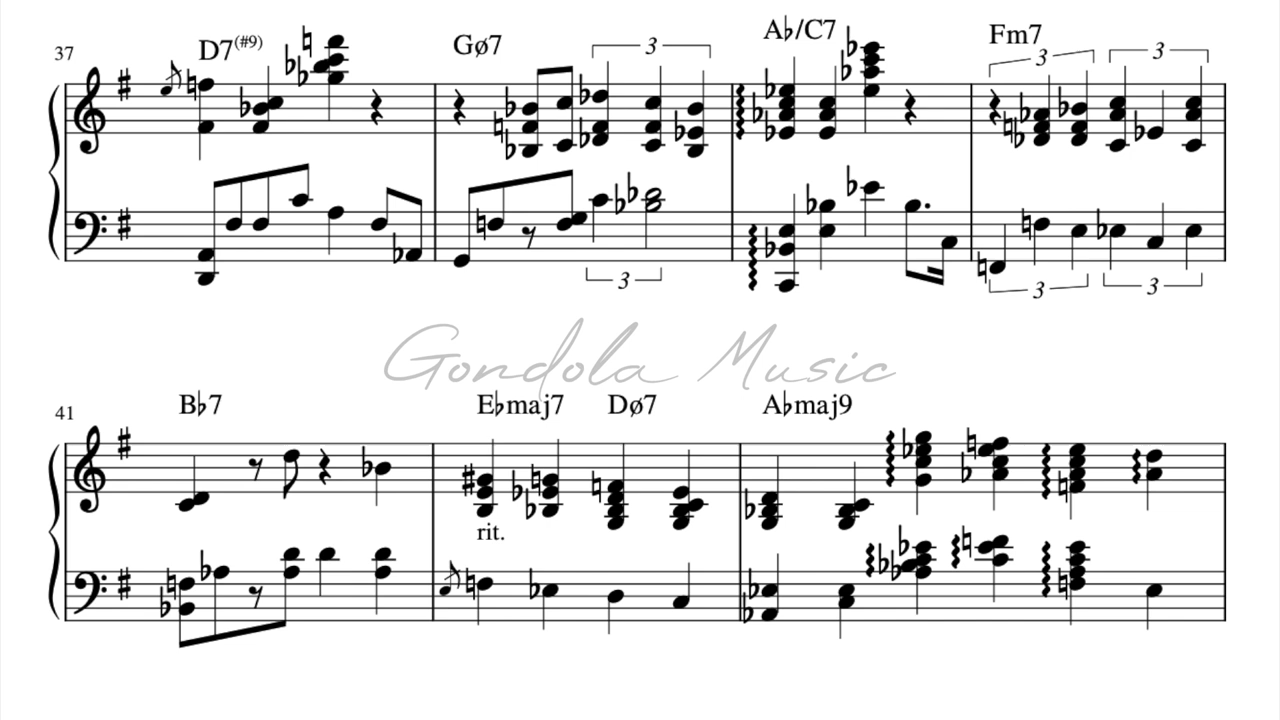 37 D7(#9) Gø7 3 A♭/C7 Fm7 3 3
3 3 3
Gondola Music
41 B♭7 E♭maj7 Dø7 A♭maj9
rit.